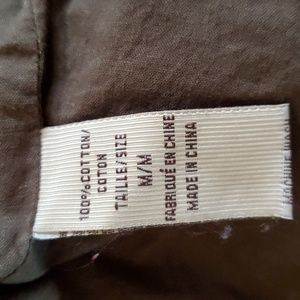 100%COTTON/
COTON
TAILLE/SIZE
M/M
FABRIQUÉ EN CHINE
MADE IN CHINA